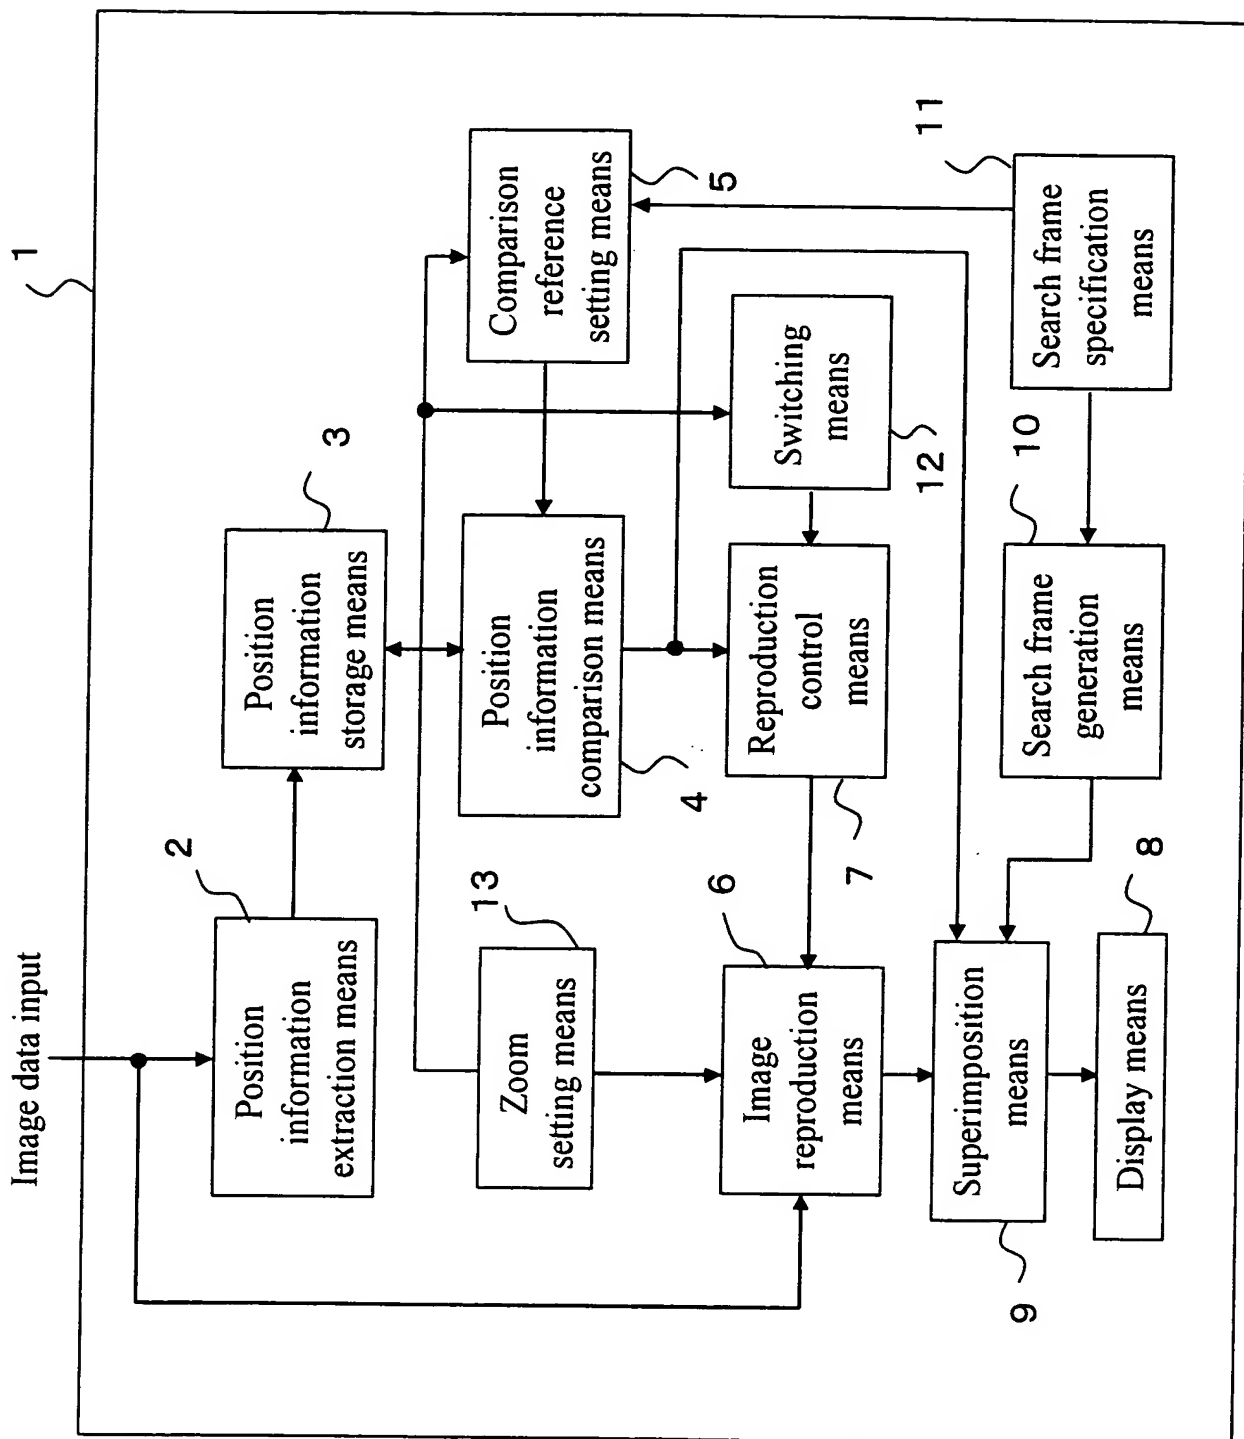 Image data input
1
Position
information
extraction means
2
Position
information
storage means
3
Zoom
setting means
13
Position
information
comparison means
4
Comparison
reference
setting means
5
Image
reproduction
means
6
Reproduction
control
means
7
Switching
means
12
Superimposition
means
9
Search frame
generation
means
10
Search frame
specification
means
11
Display means
8